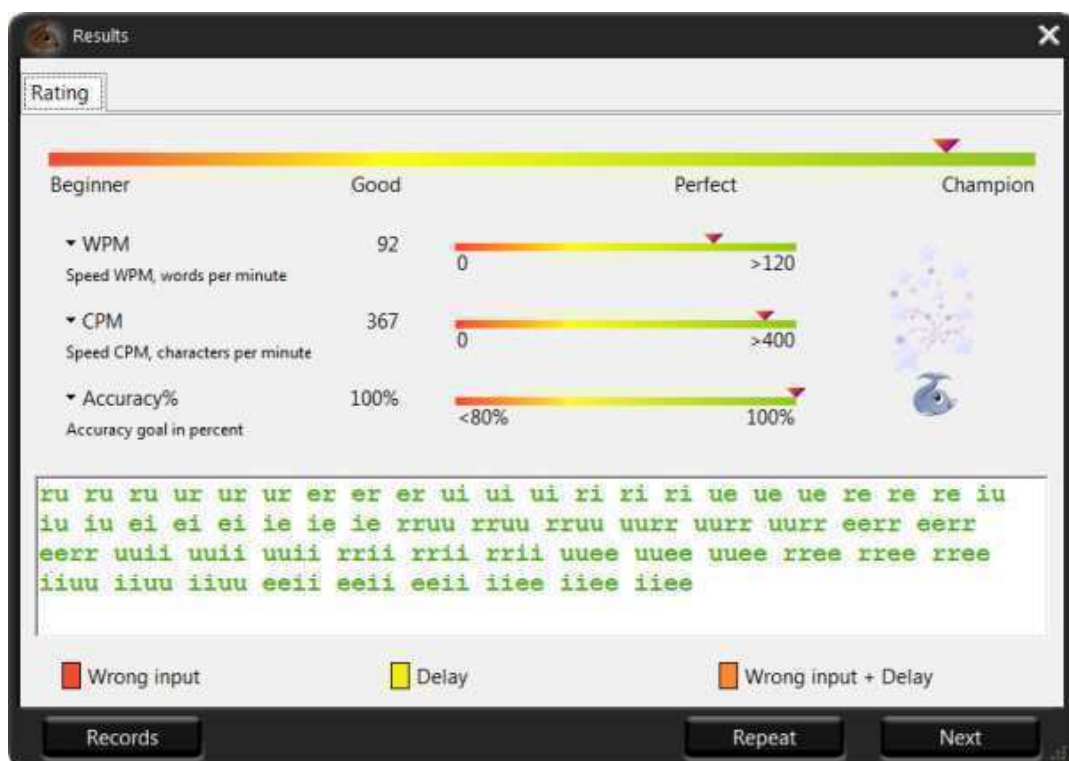 Results
Rating
Beginner Good Perfect Champion
WPM 92
0 >120
Speed WPM, words per minute
CPM 367
0 >400
Speed CPM, characters per minute
Accuracy% 100%
<80% 100%
Accuracy goal in percent
ru ru ru ur ur ur er er er ui ui ui ri ri ri ue ue ue re re re iu
iu iu ei ei ei ie ie ie rruu rruu rruu uurr uurr uurr eerr eerr
eerr uuii uuii uuii rrii rrii rrii uuee uuee uuee rree rree rree
iiuu iiuu iiuu eeii eeii eeii iiee iiee iiee
Wrong input Delay Wrong input + Delay
Records Repeat Next